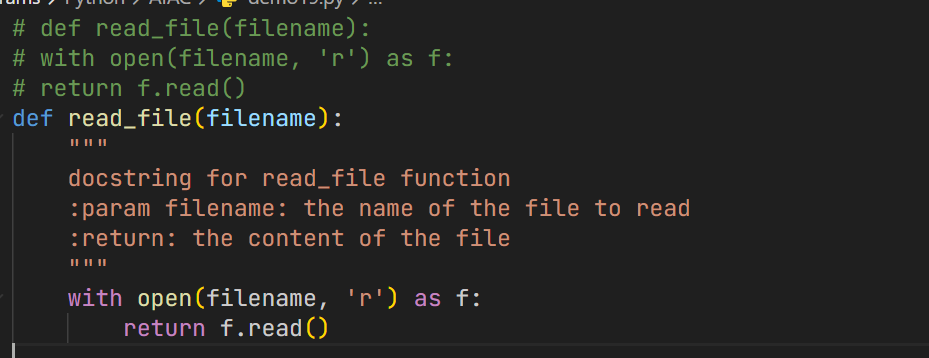 # def read_file(filename):
# with open(filename, 'r') as f:
# return f.read()
def read_file(filename):
    """
    docstring for read_file function
    :param filename: the name of the file to read
    :return: the content of the file
    """
    with open(filename, 'r') as f:
        return f.read()